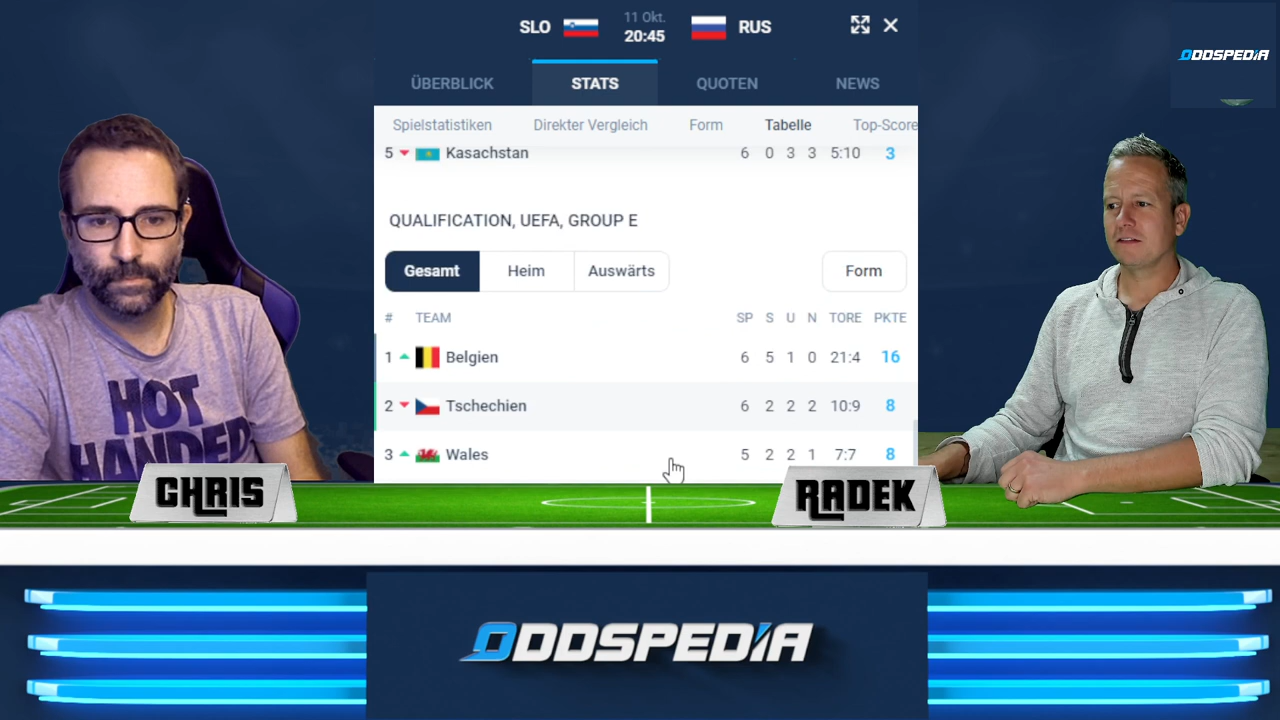 SLO 11 Okt. 20:45 RUS
ODDSPEDIA
ÜBERBLICK STATS QUOTEN NEWS
Spielstatistiken Direkter Vergleich Form Tabelle Top-Score
5 Kasachstan 6 0 3 3 5:10 3
QUALIFICATION, UEFA, GROUP E
Gesamt Heim Auswärts Form
# TEAM SP S U N TORE PKTE
1 Belgien 6 5 1 0 21:4 16
2 Tschechien 6 2 2 2 10:9 8
3 Wales 5 2 2 1 7:7 8
HOT
HANDED
CHRIS
RADEK
ODDSPEDIA